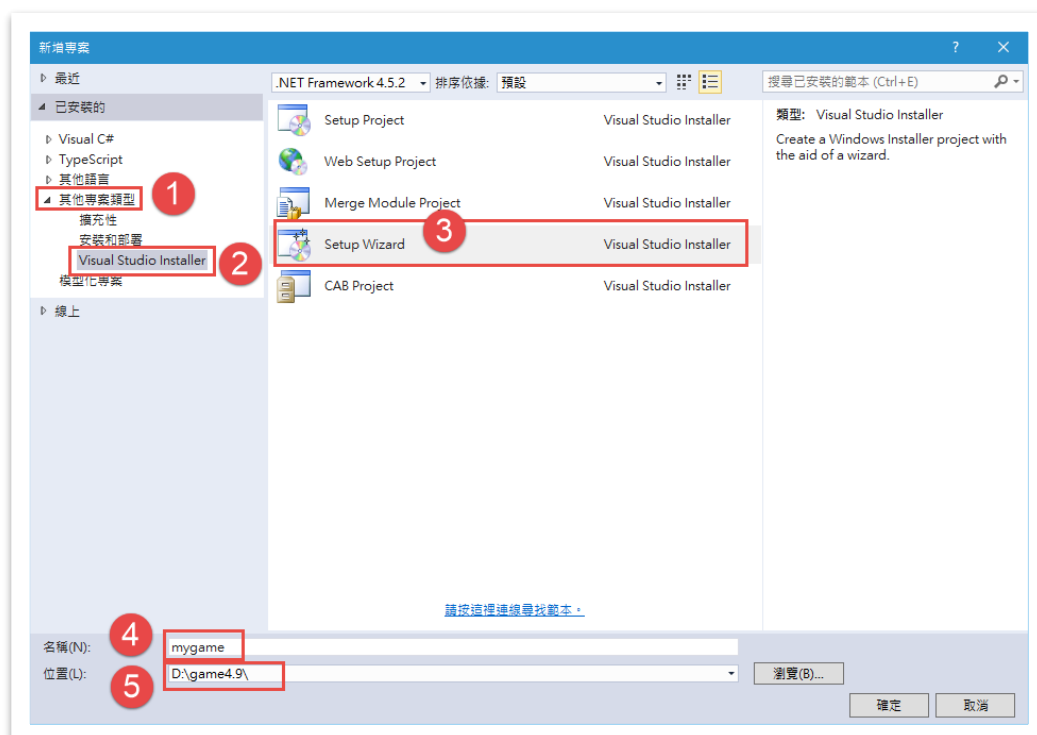 新增專案
? ×
最近
.NET Framework 4.5.2 排序依據: 預設
搜尋已安裝的範本 (Ctrl+E)
已安裝的
Visual C#
TypeScript
其他語言
其他專案類型
1
擴充性
安裝和部署
Visual Studio Installer
2
模型化專案
線上
Setup Project Visual Studio Installer
Web Setup Project Visual Studio Installer
Merge Module Project Visual Studio Installer
3
Setup Wizard Visual Studio Installer
CAB Project Visual Studio Installer
類型: Visual Studio Installer
Create a Windows Installer project with
the aid of a wizard.
請按這裡連線尋找範本。
名稱(N): 4 mygame
位置(L): 5 D:\game4.9\ 瀏覽(B)...
確定 取消